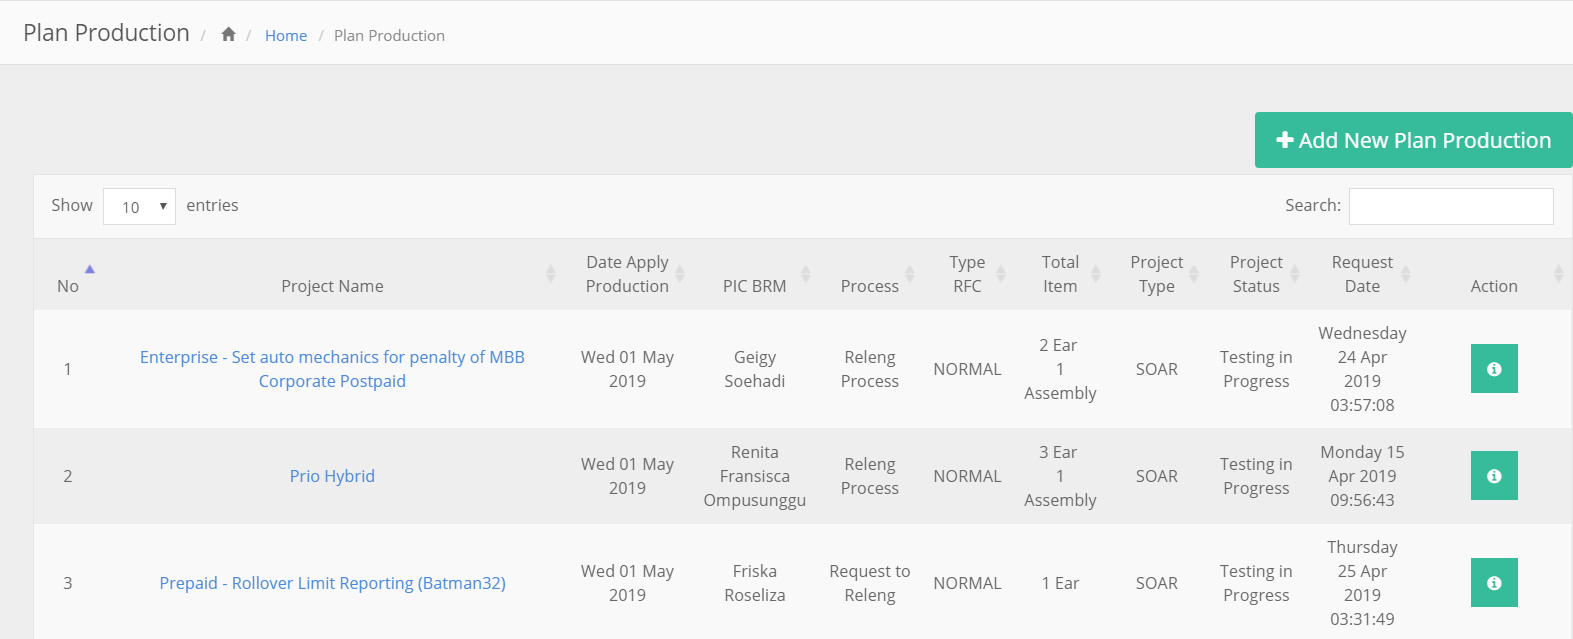 Plan Production / / Home / Plan Production
Add New Plan Production
Show 10 entries Search:
No
Project Name
Date Apply
Production
PIC BRM
Process
Type
RFC
Total
Item
Project
Type
Project
Status
Request
Date
Action
1
Enterprise - Set auto mechanics for penalty of MBB
Corporate Postpaid
Wed 01 May
2019
Geigy
Soehadi
Releng
Process
NORMAL
2 Ear
1
Assembly
SOAR
Testing in
Progress
Wednesday
24 Apr
2019
03:57:08
2
Prio Hybrid
Wed 01 May
2019
Renita
Fransisca
Ompusunggu
Releng
Process
NORMAL
3 Ear
1
Assembly
SOAR
Testing in
Progress
Monday 15
Apr 2019
09:56:43
3
Prepaid - Rollover Limit Reporting (Batman32)
Wed 01 May
2019
Friska
Roseliza
Request to
Releng
NORMAL
1 Ear
SOAR
Testing in
Progress
Thursday
25 Apr
2019
03:31:49